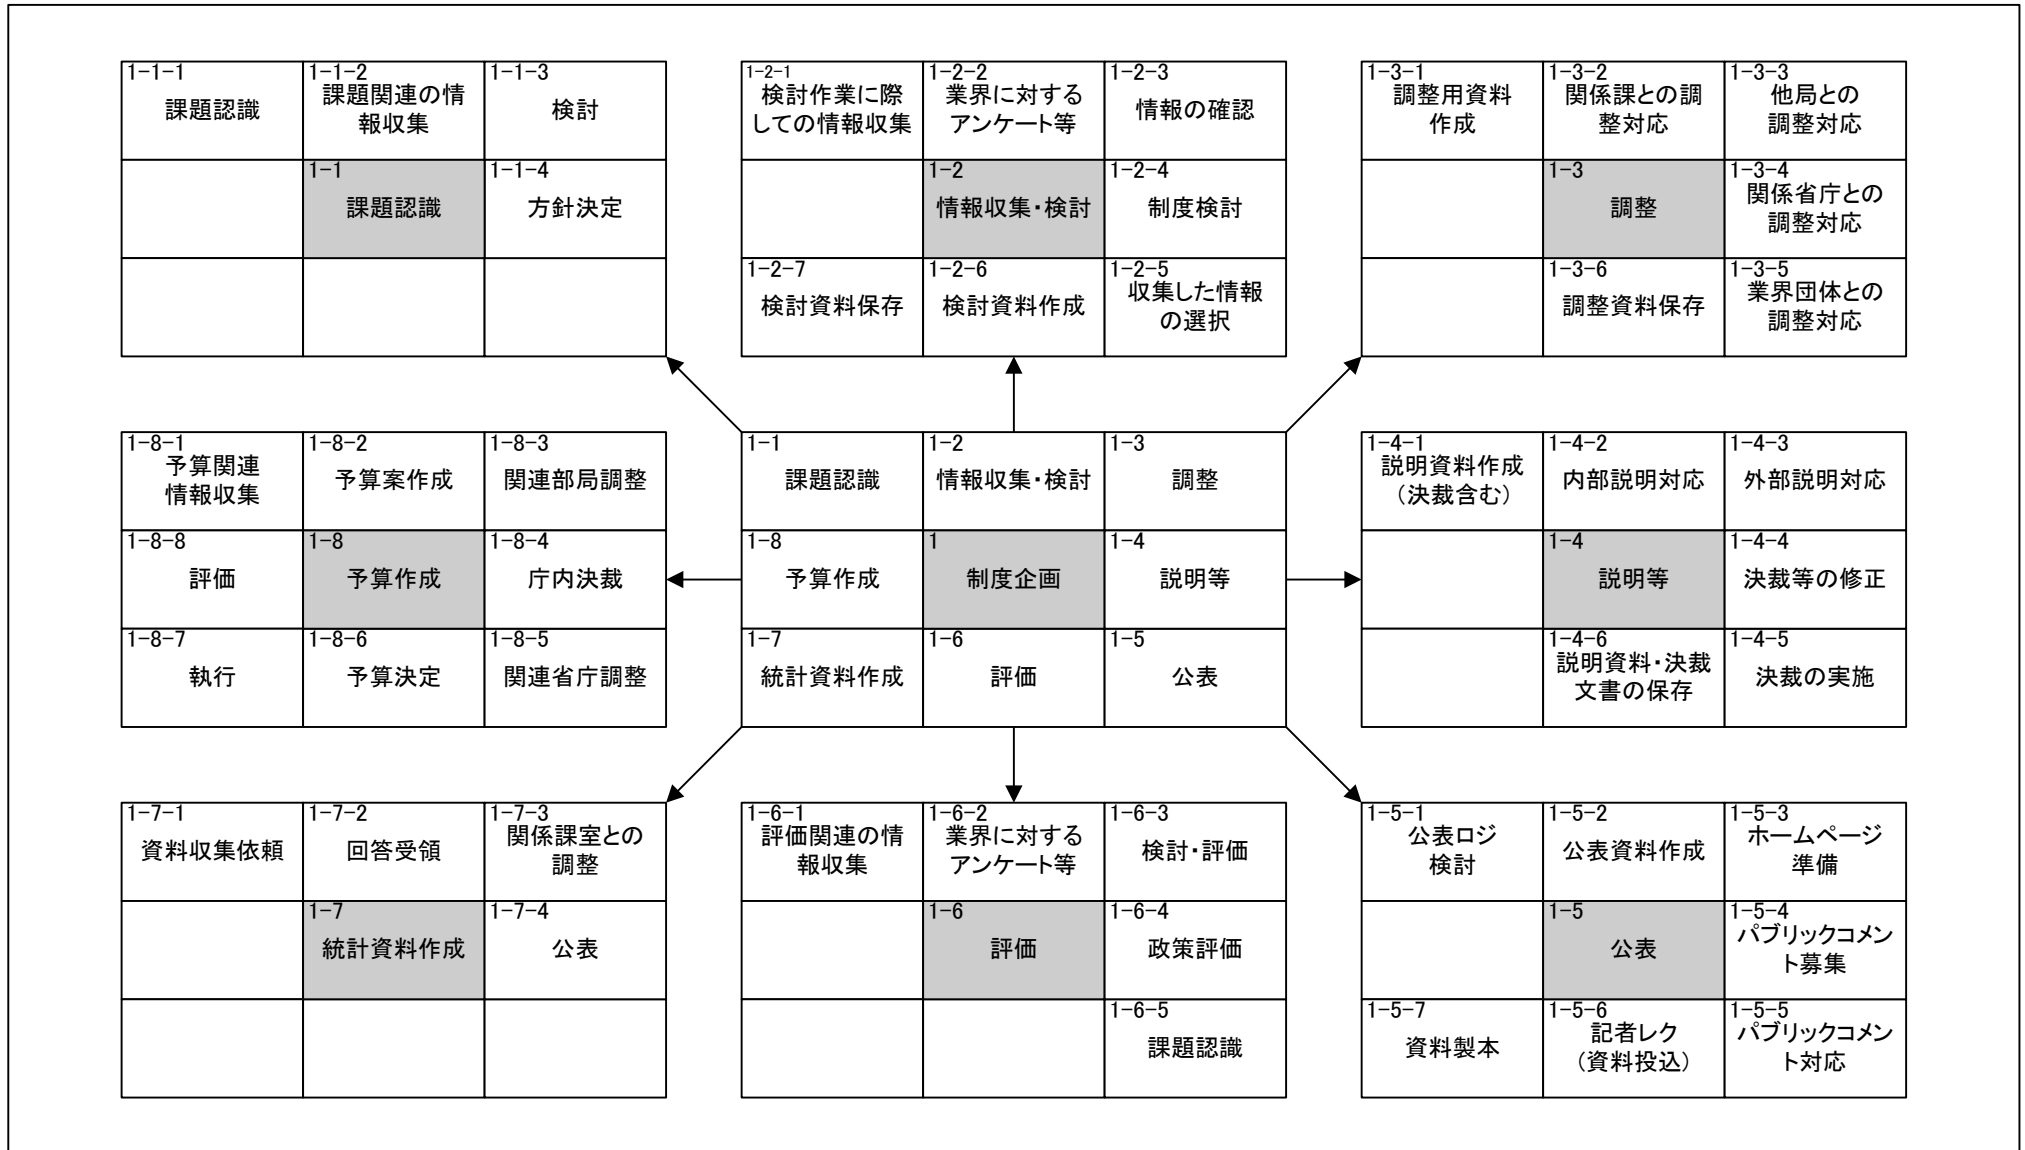 1-1-1
課題認識
1-1-2
課題関連の情
報収集
1-1-3
検討
1-1
課題認識
1-1-4
方針決定
1-2-1
検討作業に際
しての情報収集
1-2-2
業界に対する
アンケート等
1-2-3
情報の確認
1-2
情報収集・検討
1-2-4
制度検討
1-2-7
検討資料保存
1-2-6
検討資料作成
1-2-5
収集した情報
の選択
1-3-1
調整用資料
作成
1-3-2
関係課との調
整対応
1-3-3
他局との
調整対応
1-3
調整
1-3-4
関係省庁との
調整対応
1-3-6
調整資料保存
1-3-5
業界団体との
調整対応
1-8-1
予算関連
情報収集
1-8-2
予算案作成
1-8-3
関連部局調整
1-8-8
評価
1-8
予算作成
1-8-4
庁内決裁
1-8-7
執行
1-8-6
予算決定
1-8-5
関連省庁調整
1-1
課題認識
1-2
情報収集・検討
1-3
調整
1-8
予算作成
1
制度企画
1-4
説明等
1-7
統計資料作成
1-6
評価
1-5
公表
1-4-1
説明資料作成
（決裁含む）
1-4-2
内部説明対応
1-4-3
外部説明対応
1-4
説明等
1-4-4
決裁等の修正
1-4-6
説明資料・決裁
文書の保存
1-4-5
決裁の実施
1-7-1
資料収集依頼
1-7-2
回答受領
1-7-3
関係課室との
調整
1-7
統計資料作成
1-7-4
公表
1-6-1
評価関連の情
報収集
1-6-2
業界に対する
アンケート等
1-6-3
検討・評価
1-6
評価
1-6-4
政策評価
1-6-5
課題認識
1-5-1
公表ロジ
検討
1-5-2
公表資料作成
1-5-3
ホームページ
準備
1-5
公表
1-5-4
パブリックコメン
ト募集
1-5-7
資料製本
1-5-6
記者レク
（資料投込）
1-5-5
パブリックコメン
ト対応